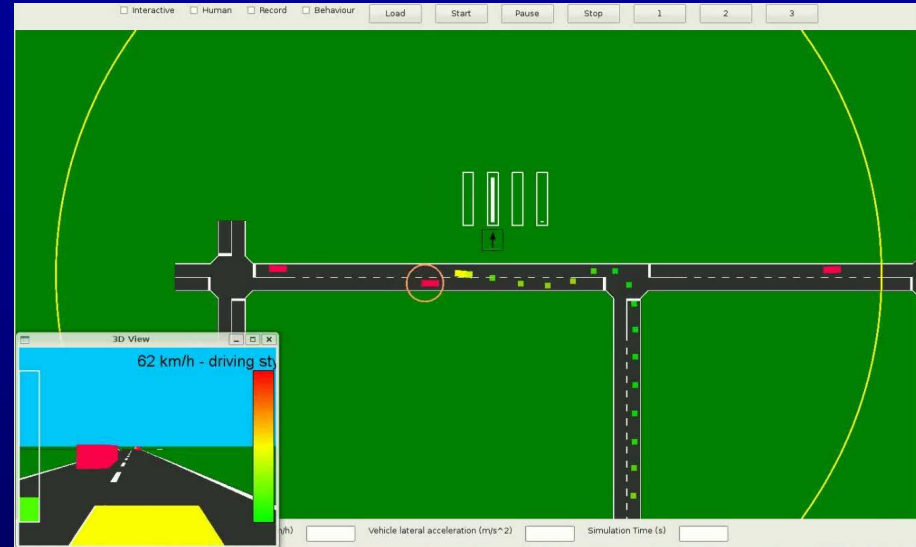 Interactive Human Record Behaviour Load Start Pause Stop 1 2 3
3D View
62 km/h - driving sty
/h) Vehicle lateral acceleration (m/s^2) Simulation Time (s)